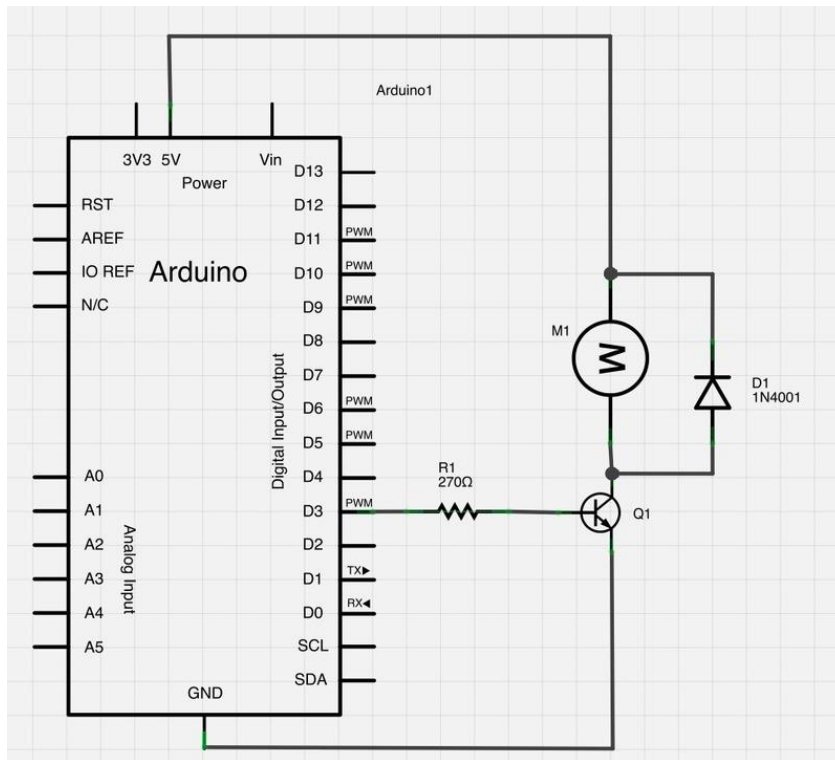 Arduino1
3V3 5V Vin
Power
D13
RST
D12
AREF
D11 PWM
IO REF
Arduino
D10 PWM
N/C
D9 PWM
D8
D7
D6 PWM
D5 PWM
Digital Input/Output
M1
M
D1
1N4001
A0
D4
R1
270Ω
A1
D3 PWM
Q1
A2
D2
A3
D1 TX▸
A4
D0 RX◂
Analog Input
A5
SCL
SDA
GND